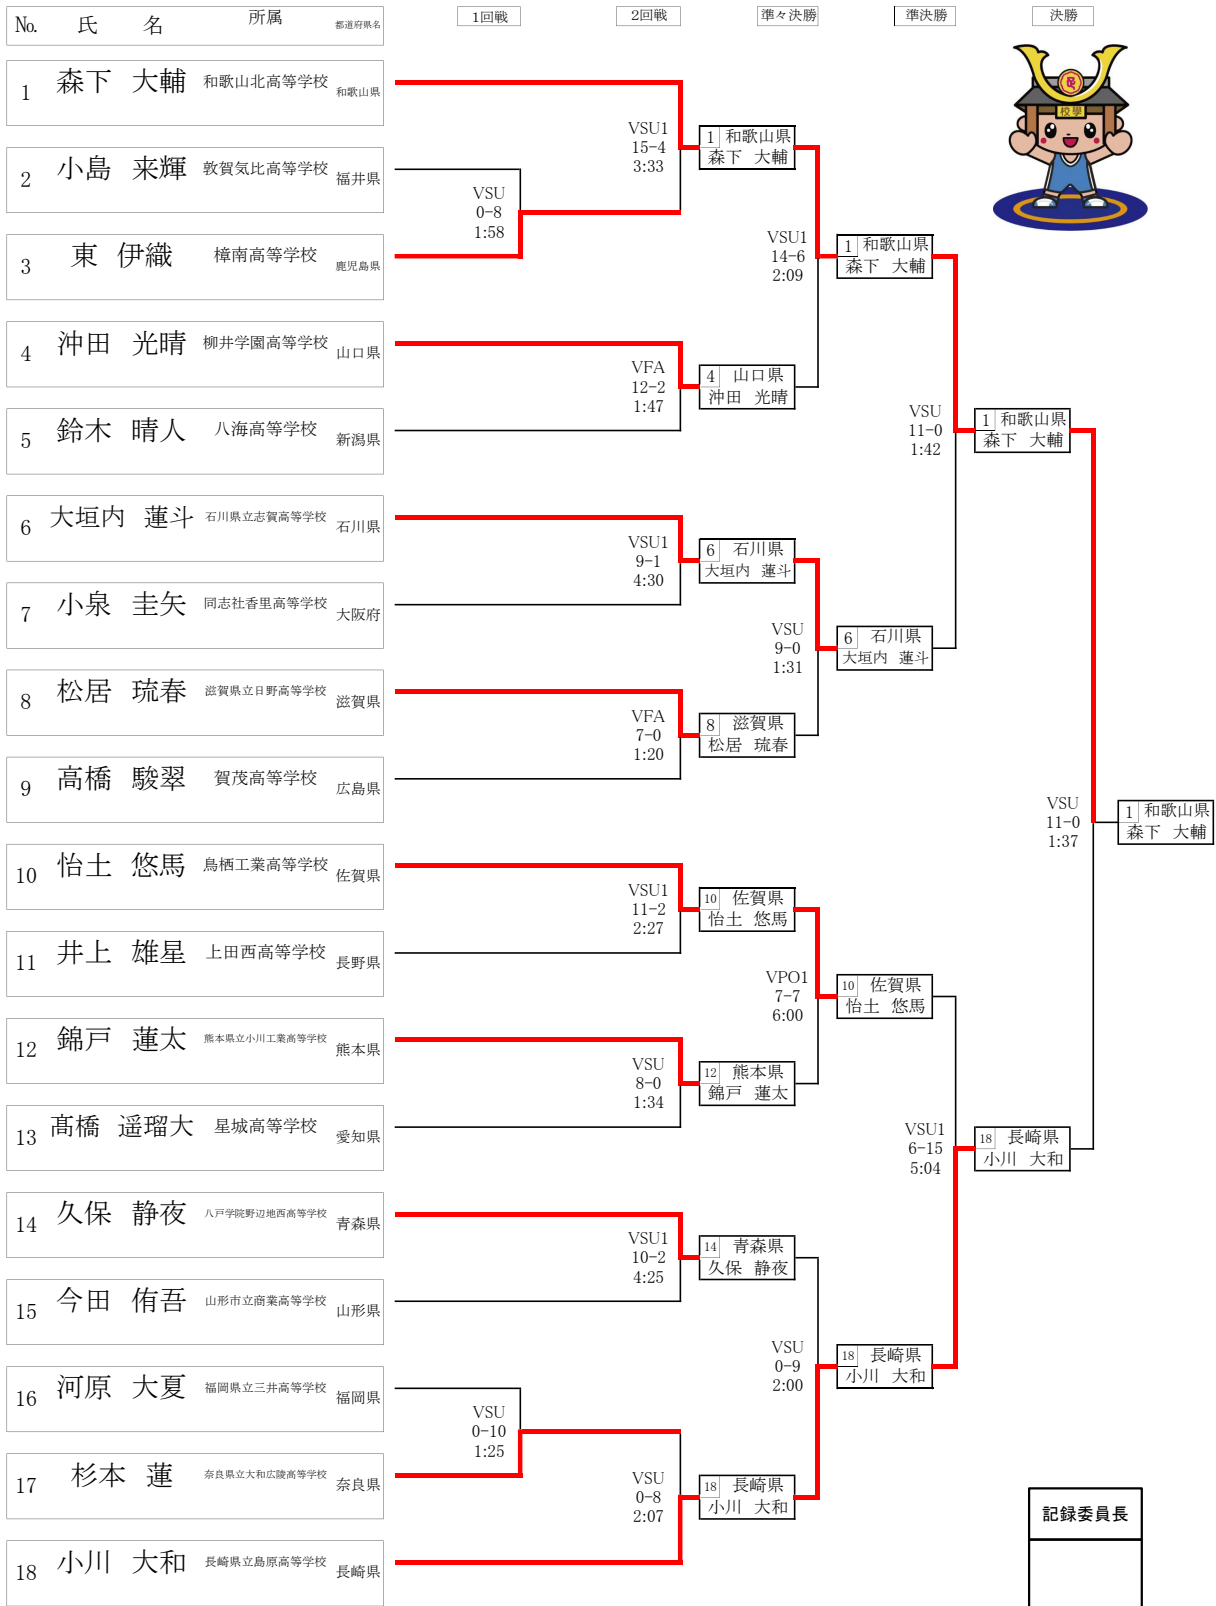 No. 氏 名 所属 都道府県名 1回戦 2回戦 準々決勝 準決勝 決勝
1 森下 大輔 和歌山北高等学校 和歌山県
2 小島 来輝 敦賀気比高等学校 福井県
3 東 伊織 樟南高等学校 鹿児島県
4 沖田 光晴 柳井学園高等学校 山口県
5 鈴木 晴人 八海高等学校 新潟県
6 大垣内 蓮斗 石川県立志賀高等学校 石川県
7 小泉 圭矢 同志社香里高等学校 大阪府
8 松居 琉春 滋賀県立日野高等学校 滋賀県
9 高橋 駿翠 賀茂高等学校 広島県
10 怡土 悠馬 鳥栖工業高等学校 佐賀県
11 井上 雄星 上田西高等学校 長野県
12 錦戸 蓮太 熊本県立小川工業高等学校 熊本県
13 髙橋 遥瑠大 星城高等学校 愛知県
14 久保 静夜 八戸学院野辺地西高等学校 青森県
15 今田 侑吾 山形市立商業高等学校 山形県
16 河原 大夏 福岡県立三井高等学校 福岡県
17 杉本 蓮 奈良県立大和広陵高等学校 奈良県
18 小川 大和 長崎県立島原高等学校 長崎県
VSU
0-8
1:58
VSU
0-10
1:25
VSU1
15-4
3:33
VFA
12-2
1:47
VSU1
9-1
4:30
VFA
7-0
1:20
VSU1
11-2
2:27
VSU
8-0
1:34
VSU1
10-2
4:25
VSU
0-8
2:07
1 和歌山県
森下 大輔
4 山口県
沖田 光晴
6 石川県
大垣内 蓮斗
8 滋賀県
松居 琉春
10 佐賀県
怡土 悠馬
12 熊本県
錦戸 蓮太
14 青森県
久保 静夜
18 長崎県
小川 大和
VSU1
14-6
2:09
VSU
9-0
1:31
VPO1
7-7
6:00
VSU
0-9
2:00
1 和歌山県
森下 大輔
6 石川県
大垣内 蓮斗
10 佐賀県
怡土 悠馬
18 長崎県
小川 大和
VSU
11-0
1:42
VSU1
6-15
5:04
1 和歌山県
森下 大輔
18 長崎県
小川 大和
VSU
11-0
1:37
1 和歌山県
森下 大輔
校學
記録委員長